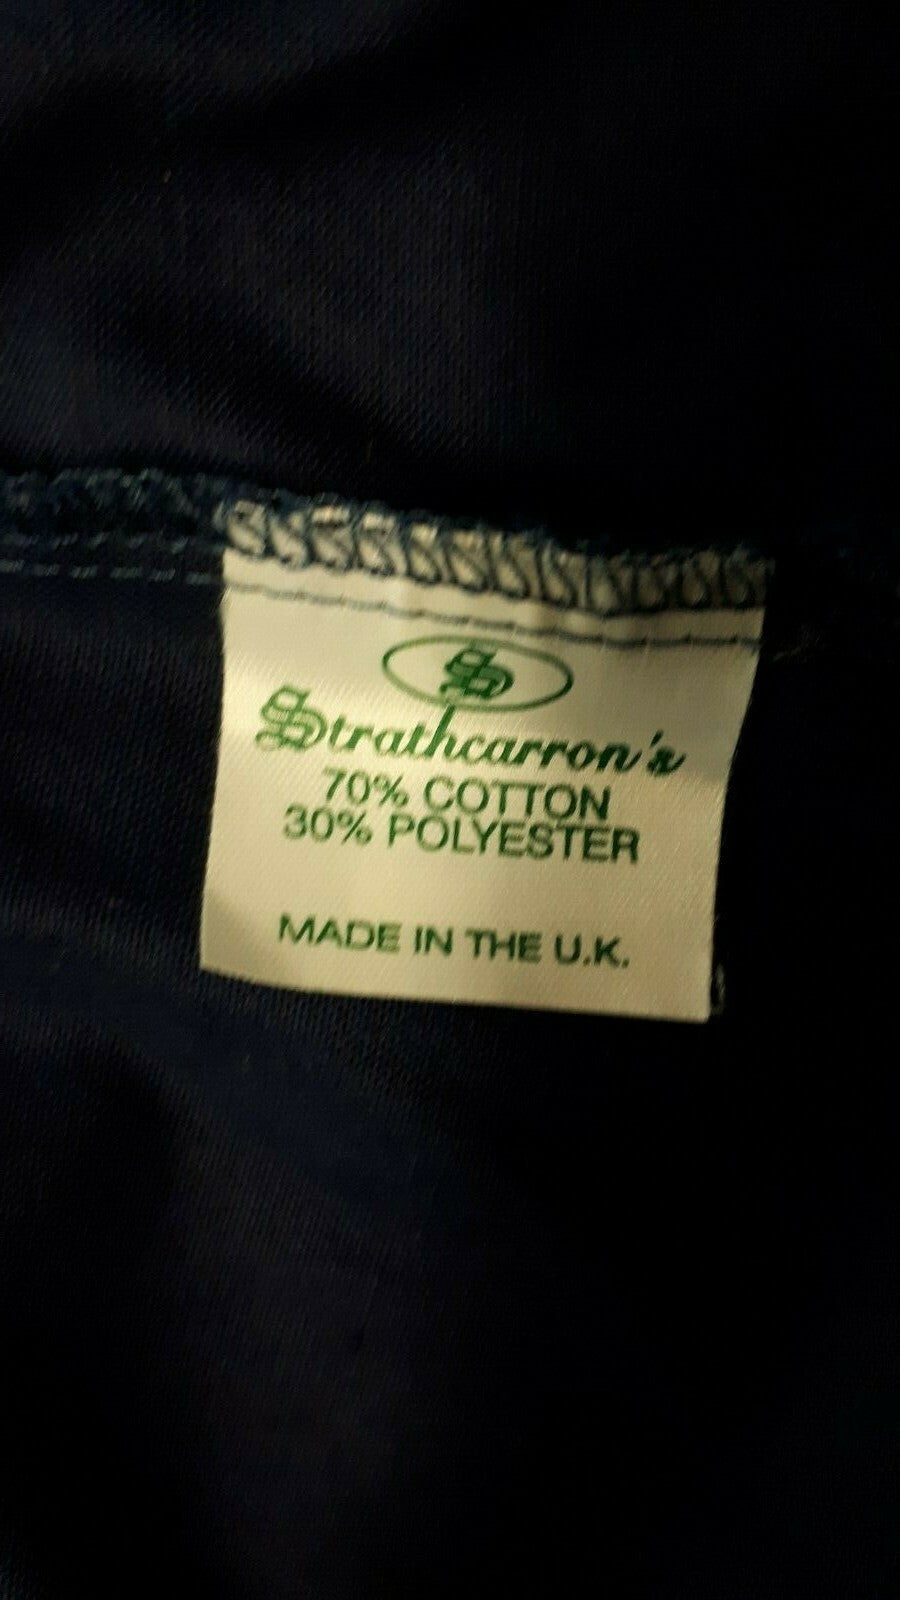 S
Strathcarron's
70% COTTON
30% POLYESTER
MADE IN THE U.K.